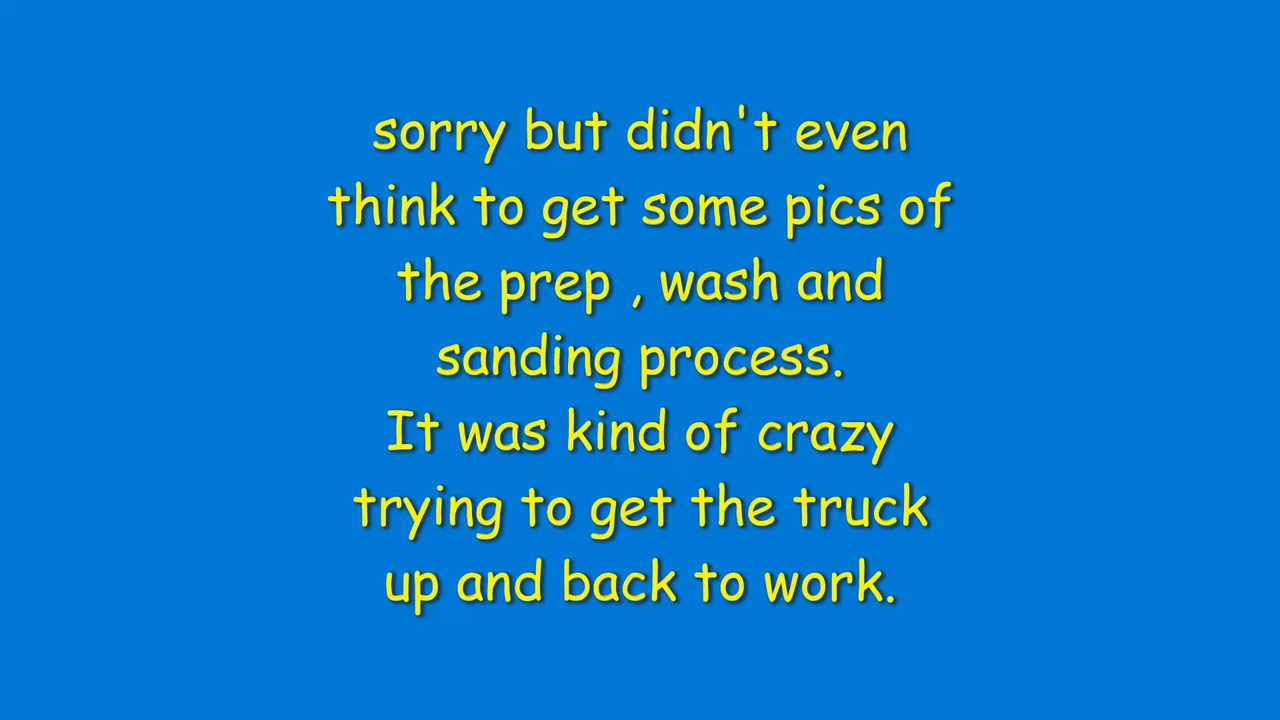 sorry but didn't even
think to get some pics of
the prep , wash and
sanding process.
It was kind of crazy
trying to get the truck
up and back to work.